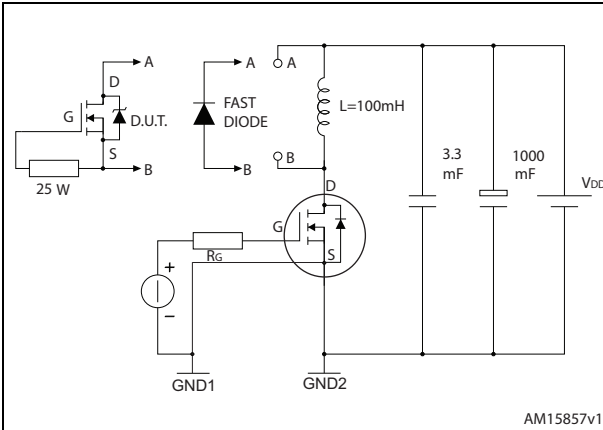 A
A
A
D
G
D.U.T.
FAST
DIODE
L=100mH
S
B
B
B
25 W
3.3
mF
1000
mF
VDD
D
G
RG
S
+
−
GND1
GND2
AM15857v1